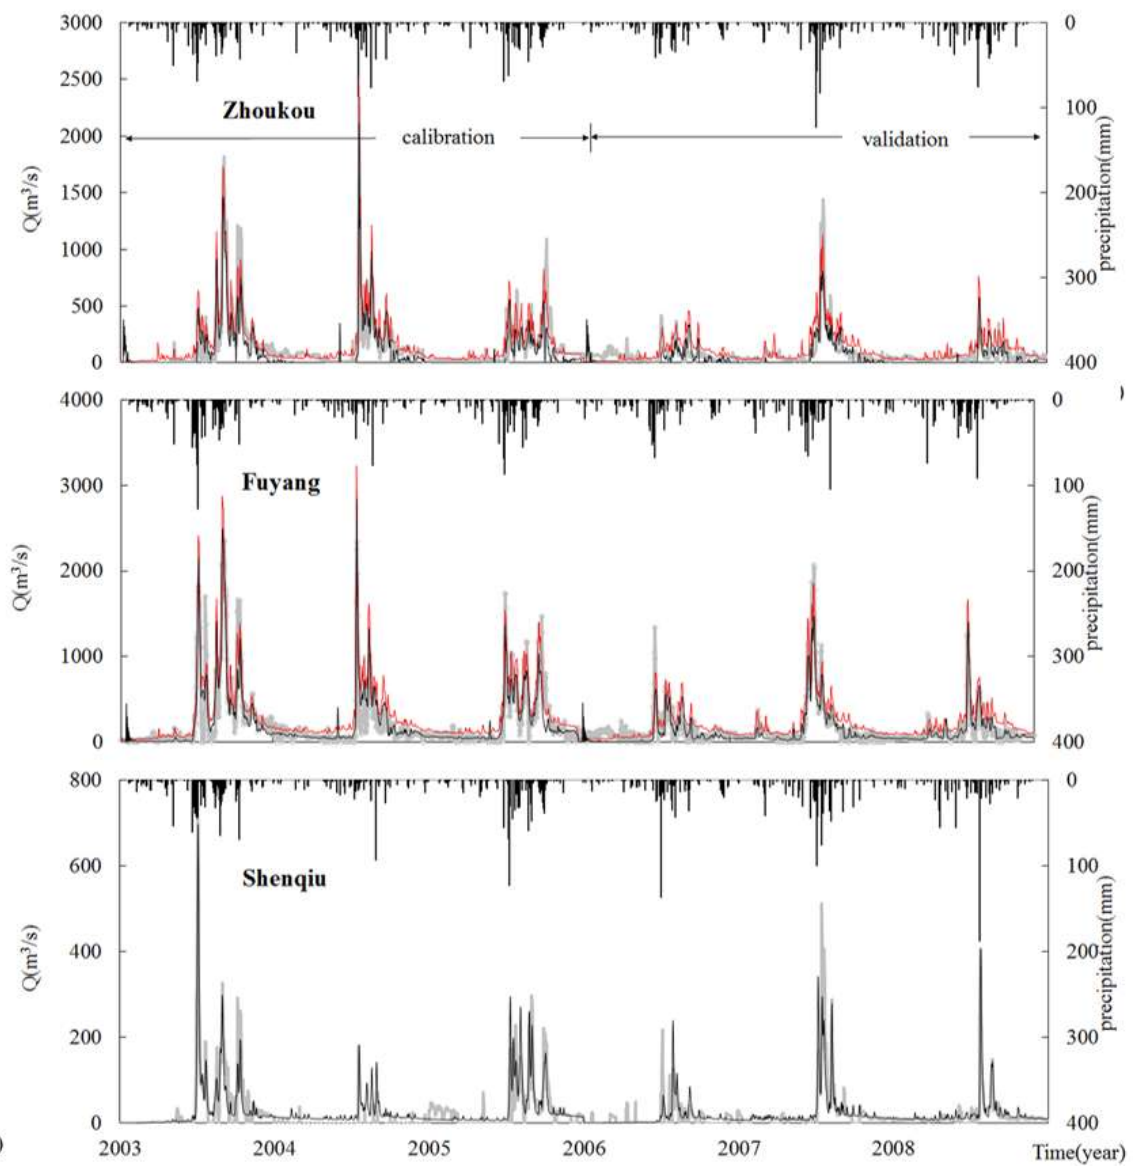 3000
2500
2000
1500
1000
500
0
Q(m³/s)
Zhoukou
calibration
validation
0
100
200
300
400
precipitation(mm)
)
4000
3000
2000
1000
0
Q(m³/s)
Fuyang
0
100
200
300
400
precipitation(mm)
800
600
400
200
0
Q(m³/s)
Shenqiu
0
100
200
300
400
precipitation(mm)
)
2003 2004 2005 2006 2007 2008 Time(year)